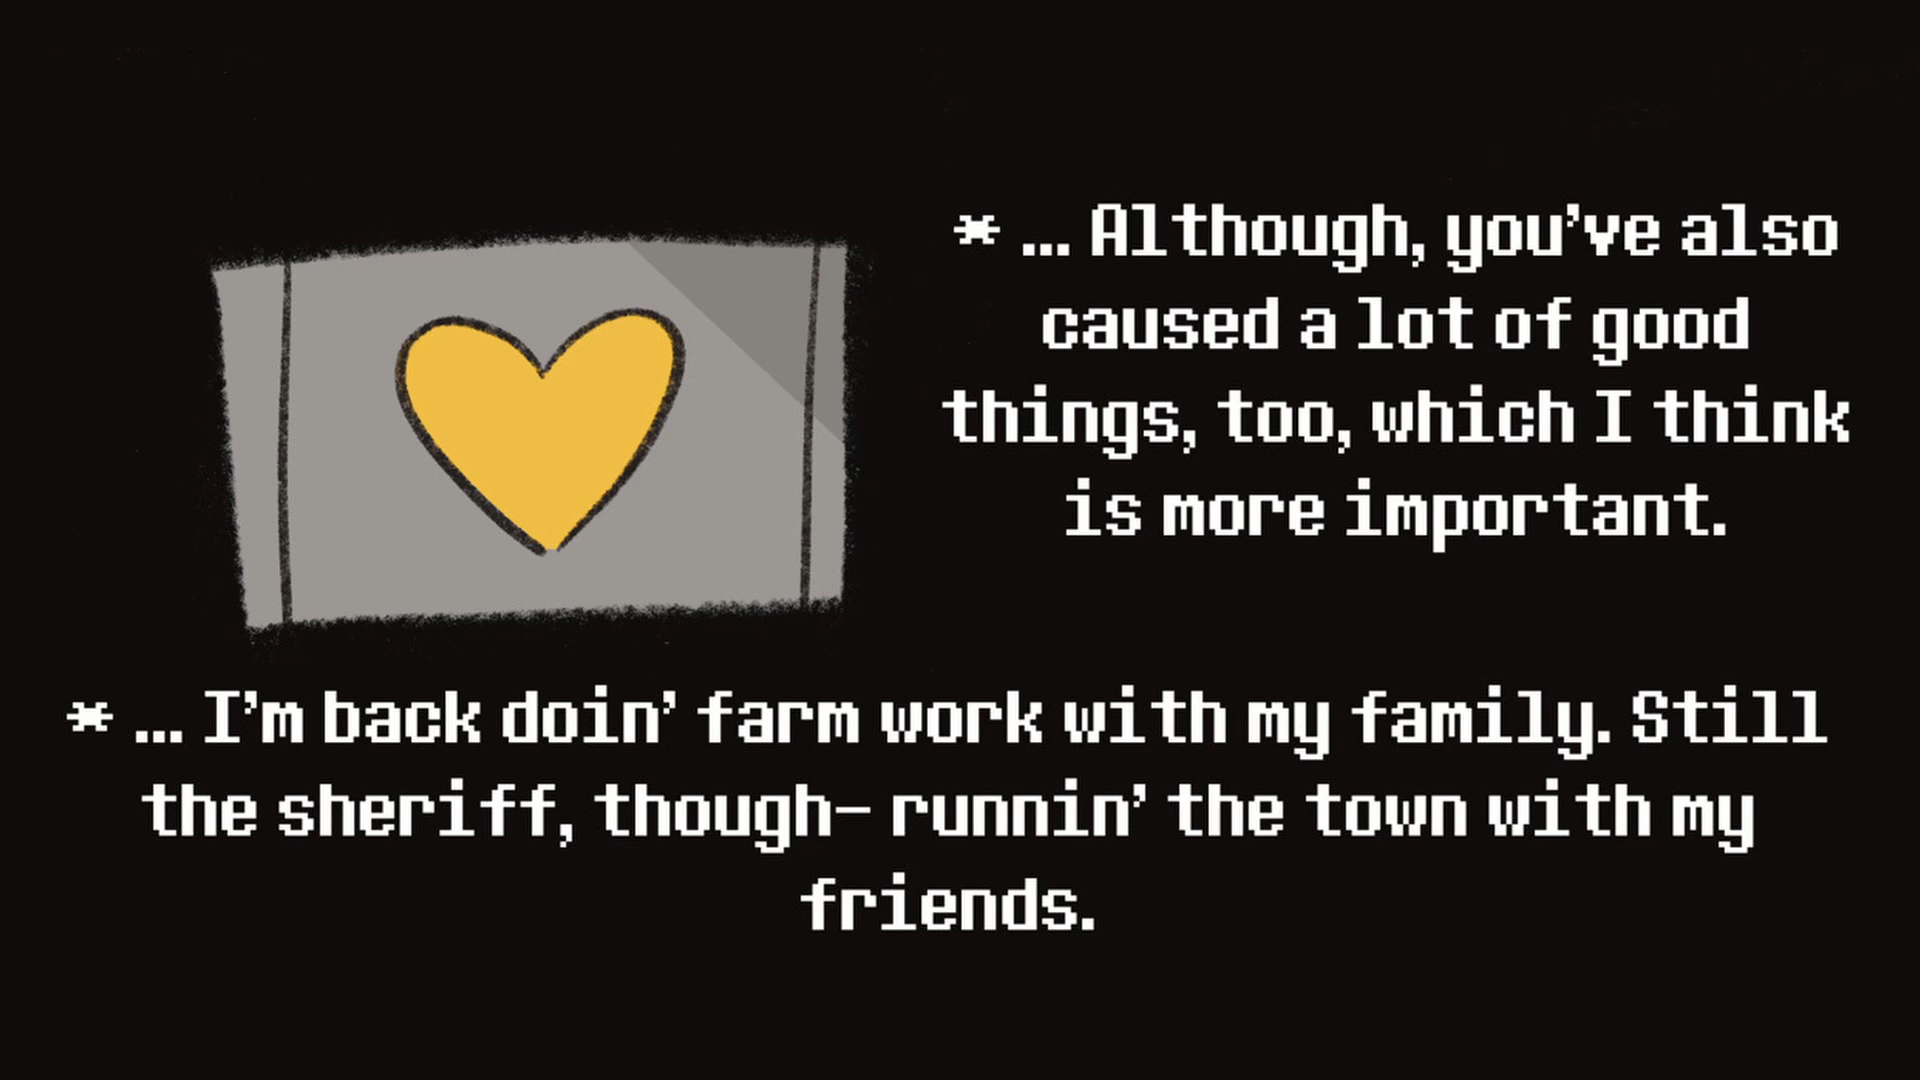 * ... Although, you've also
caused a lot of good
things, too, which I think
is more important.
* ... I'm back doin' farm work with my family. Still
the sheriff, though– runnin' the town with my
friends.